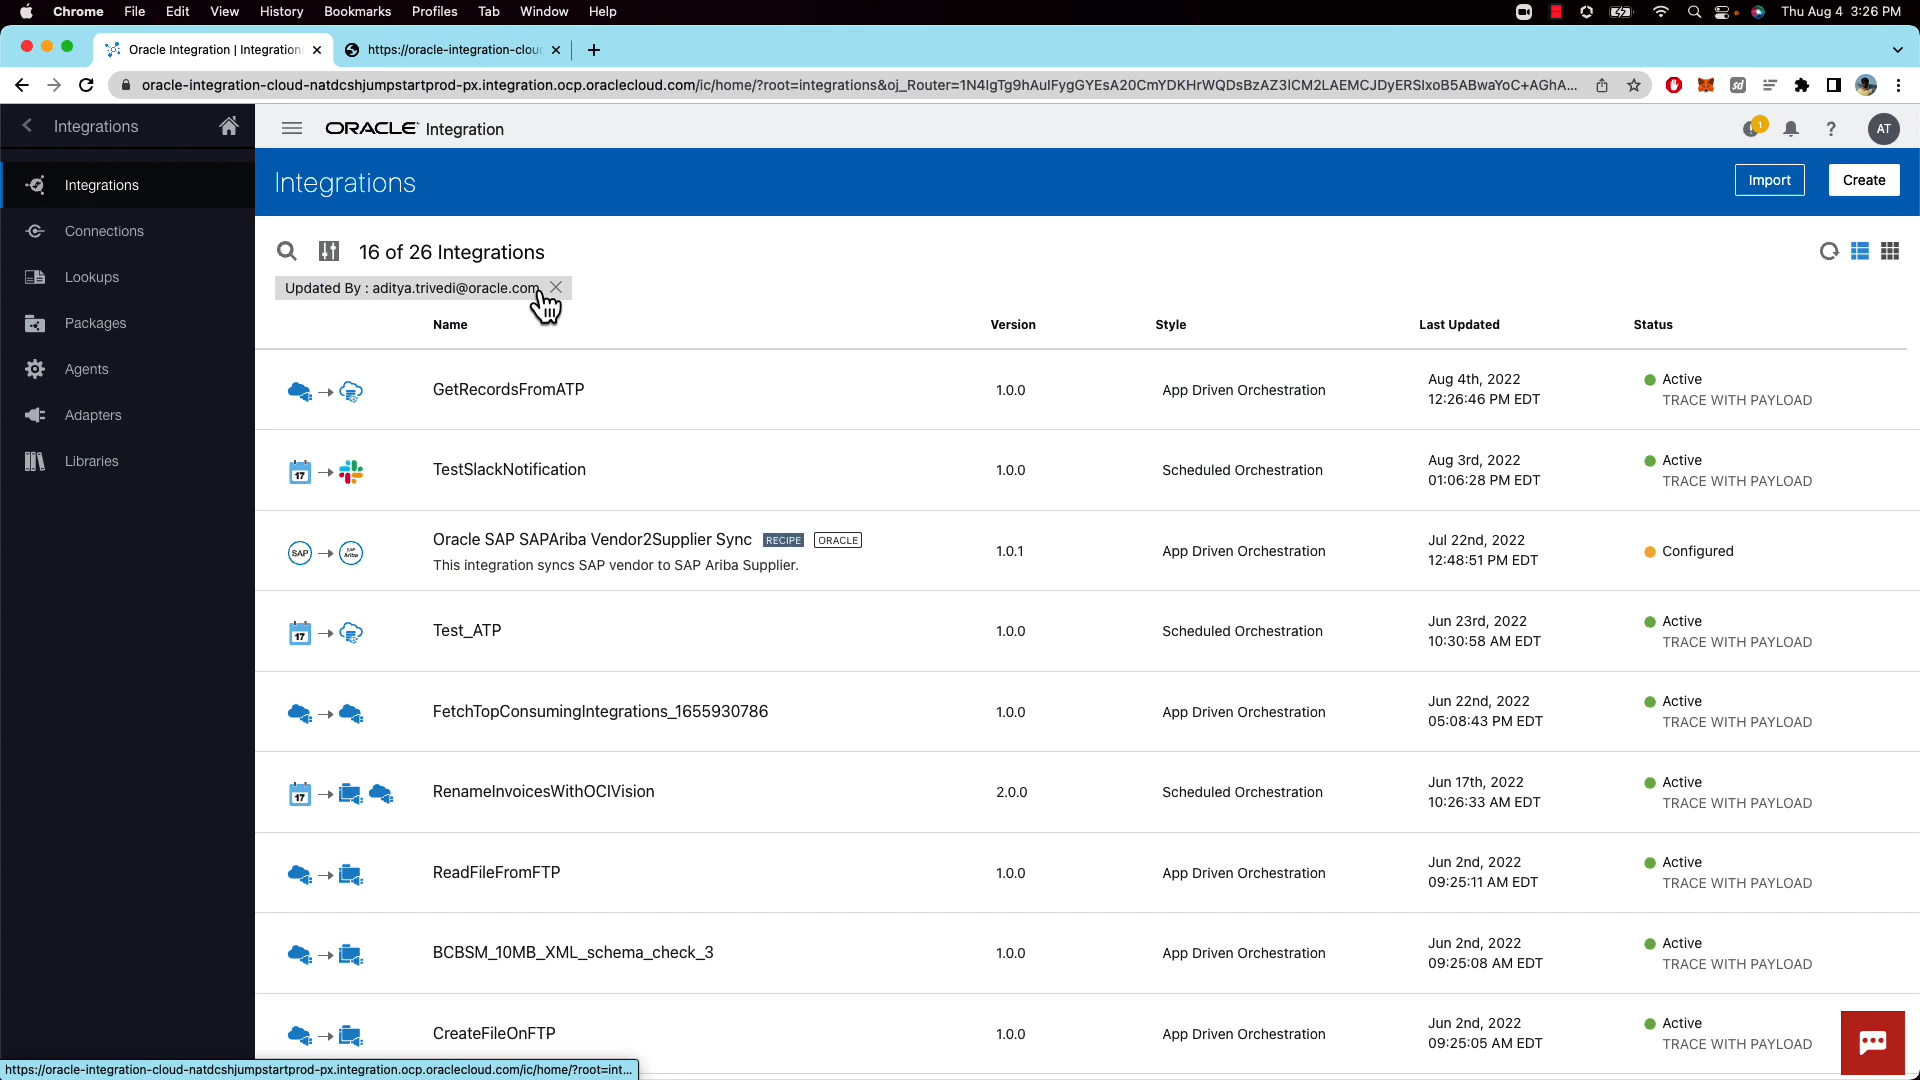 Chrome File Edit View History Bookmarks Profiles Tab Window Help Thu Aug 4 3:26 PM
Oracle Integration | Integration https://oracle-integration-clou
oracle-integration-cloud-natdcshjumpstartprod-px.integration.ocp.oraclecloud.com/ic/home/?root=integrations&oj_Router=1N4IgTg9hAuIFygGYEsA20CmYDKHrWQDsBzAZ3ICM2LAEMCJDyERSIxoB5ABwaYoC+AGhA...
Integrations
ORACLE Integration
1
AT
Integrations
Import Create
Integrations
Connections
Lookups
Packages
Agents
Adapters
Libraries
16 of 26 Integrations
Updated By : aditya.trivedi@oracle.com
Name Version Style Last Updated Status
GetRecordsFromATP 1.0.0 App Driven Orchestration Aug 4th, 2022 Active
12:26:46 PM EDT TRACE WITH PAYLOAD
17 TestSlackNotification 1.0.0 Scheduled Orchestration Aug 3rd, 2022 Active
01:06:28 PM EDT TRACE WITH PAYLOAD
SAP SAP Ariba Oracle SAP SAPAriba Vendor2Supplier Sync RECIPE ORACLE 1.0.1 App Driven Orchestration Jul 22nd, 2022 Configured
This integration syncs SAP vendor to SAP Ariba Supplier. 12:48:51 PM EDT
17 Test_ATP 1.0.0 Scheduled Orchestration Jun 23rd, 2022 Active
10:30:58 AM EDT TRACE WITH PAYLOAD
FetchTopConsumingIntegrations_1655930786 1.0.0 App Driven Orchestration Jun 22nd, 2022 Active
05:08:43 PM EDT TRACE WITH PAYLOAD
17 RenameInvoicesWithOCIVision 2.0.0 Scheduled Orchestration Jun 17th, 2022 Active
10:26:33 AM EDT TRACE WITH PAYLOAD
ReadFileFromFTP 1.0.0 App Driven Orchestration Jun 2nd, 2022 Active
09:25:11 AM EDT TRACE WITH PAYLOAD
BCBSM_10MB_XML_schema_check_3 1.0.0 App Driven Orchestration Jun 2nd, 2022 Active
09:25:08 AM EDT TRACE WITH PAYLOAD
CreateFileOnFTP 1.0.0 App Driven Orchestration Jun 2nd, 2022 Active
09:25:05 AM EDT TRACE WITH PAYLOAD
https://oracle-integration-cloud-natdcshjumpstartprod-px.integration.ocp.oraclecloud.com/ic/home/?root=int...